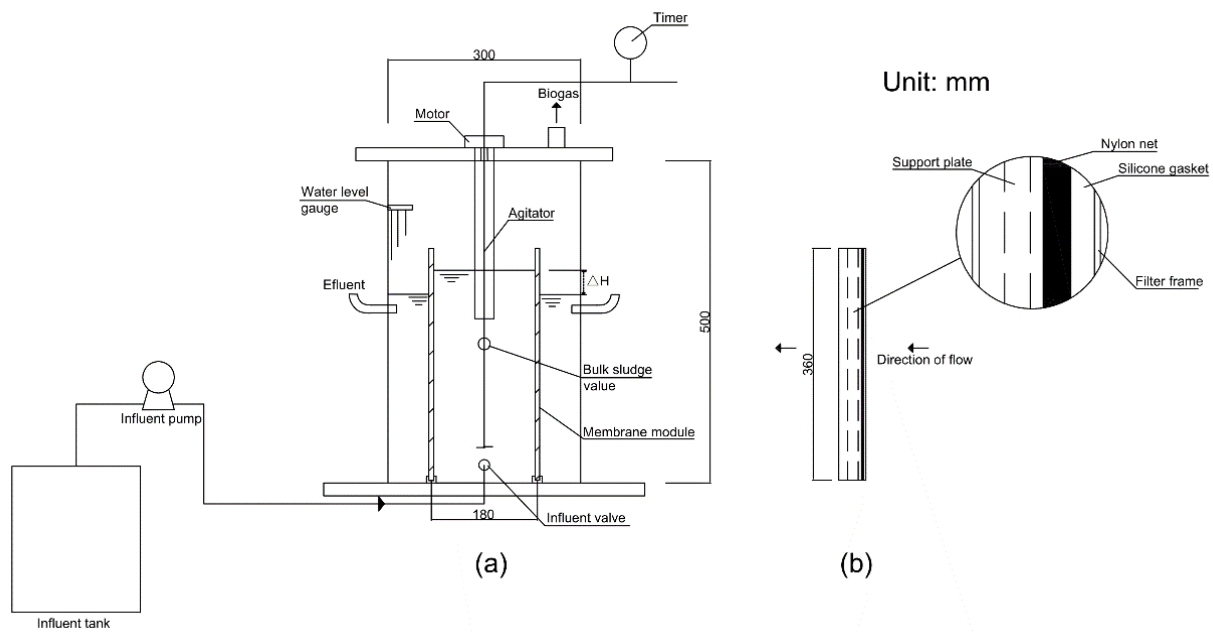 Timer
300
Unit: mm
Biogas
Motor
Nylon net
Support plate
Silicone gasket
Water level
gauge
Agitator
Efluent
△H
Filter frame
500
360
Direction of flow
Bulk sludge
value
Influent pump
Membrane module
180
Influent valve
(a)
(b)
Influent tank